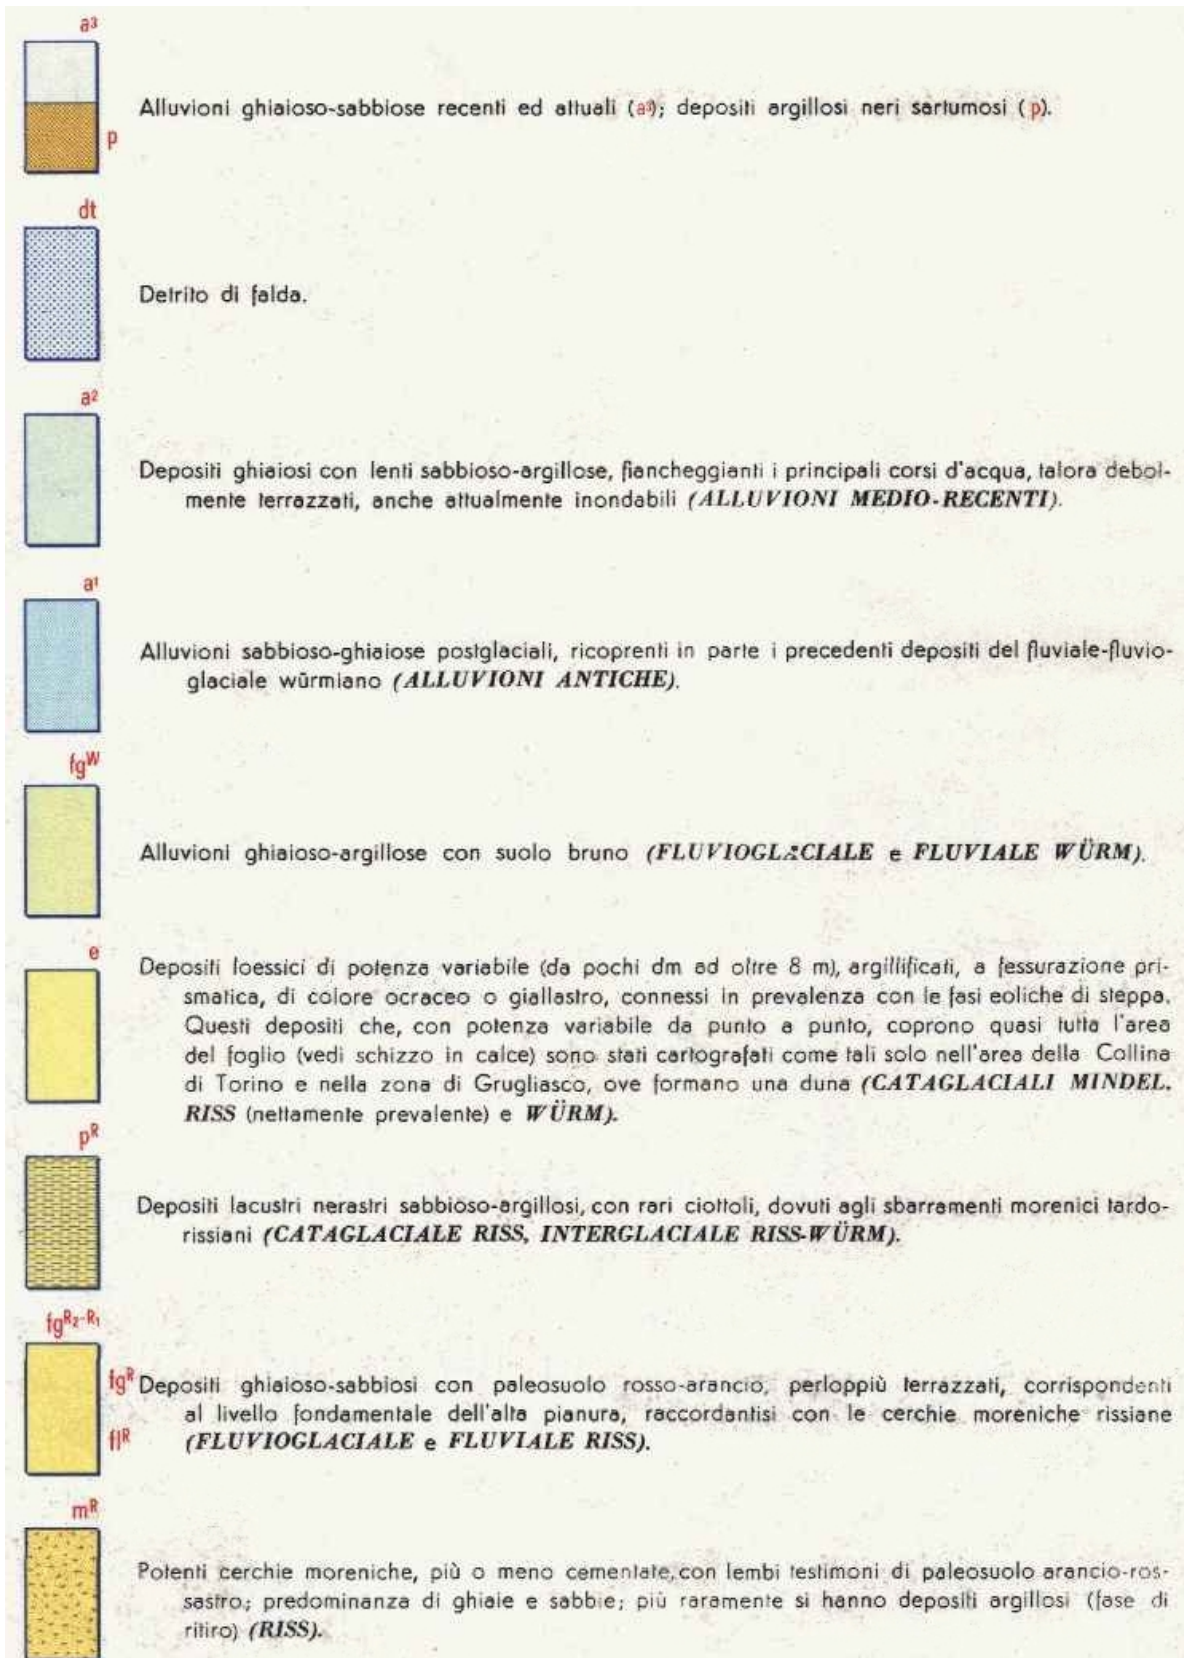 a³
Alluvioni ghiaioso-sabbiose recenti ed attuali (a³); depositi argillosi neri sartumosi (p).
p
dt
Detrito di falda.
a²
Depositi ghiaiosi con lenti sabbioso-argillose, fiancheggianti i principali corsi d'acqua, talora debol-
mente terrazzati, anche attualmente inondabili (ALLUVIONI MEDIO-RECENTI).
a¹
Alluvioni sabbioso-ghiaiose postglaciali, ricoprenti in parte i precedenti depositi del fluviale-fluvio-
glaciale würmiano (ALLUVIONI ANTICHE).
fgᵂ
Alluvioni ghiaioso-argillose con suolo bruno (FLUVIOGLACIALE e FLUVIALE WÜRM).
e
Depositi loessici di potenza variabile (da pochi dm ad oltre 8 m), argillificati, a fessurazione pri-
smatica, di colore ocraceo o giallastro, connessi in prevalenza con le fasi eoliche di steppa.
Questi depositi che, con potenza variabile da punto a punto, coprono quasi tutta l'area
del foglio (vedi schizzo in calce) sono stati cartografati come tali solo nell'area della Collina
di Torino e nella zona di Grugliasco, ove formano una duna (CATAGLACIALI MINDEL.
RISS (nettamente prevalente) e WÜRM).
pᴿ
Depositi lacustri nerastri sabbioso-argillosi, con rari ciottoli, dovuti agli sbarramenti morenici tardo-
rissiani (CATAGLACIALE RISS, INTERGLACIALE RISS-WÜRM).
fgᴿ²⁻ᴿ¹
fgᴿ Depositi ghiaioso-sabbiosi con paleosuolo rosso-arancio, perloppiù terrazzati, corrispondenti
al livello fondamentale dell'alta pianura, raccordantisi con le cerchie moreniche rissiane
flᴿ (FLUVIOGLACIALE e FLUVIALE RISS).
mᴿ
Potenti cerchie moreniche, più o meno cementate, con lembi testimoni di paleosuolo arancio-ros-
sastro; predominanza di ghiaie e sabbie; più raramente si hanno depositi argillosi (fase di
ritiro) (RISS).